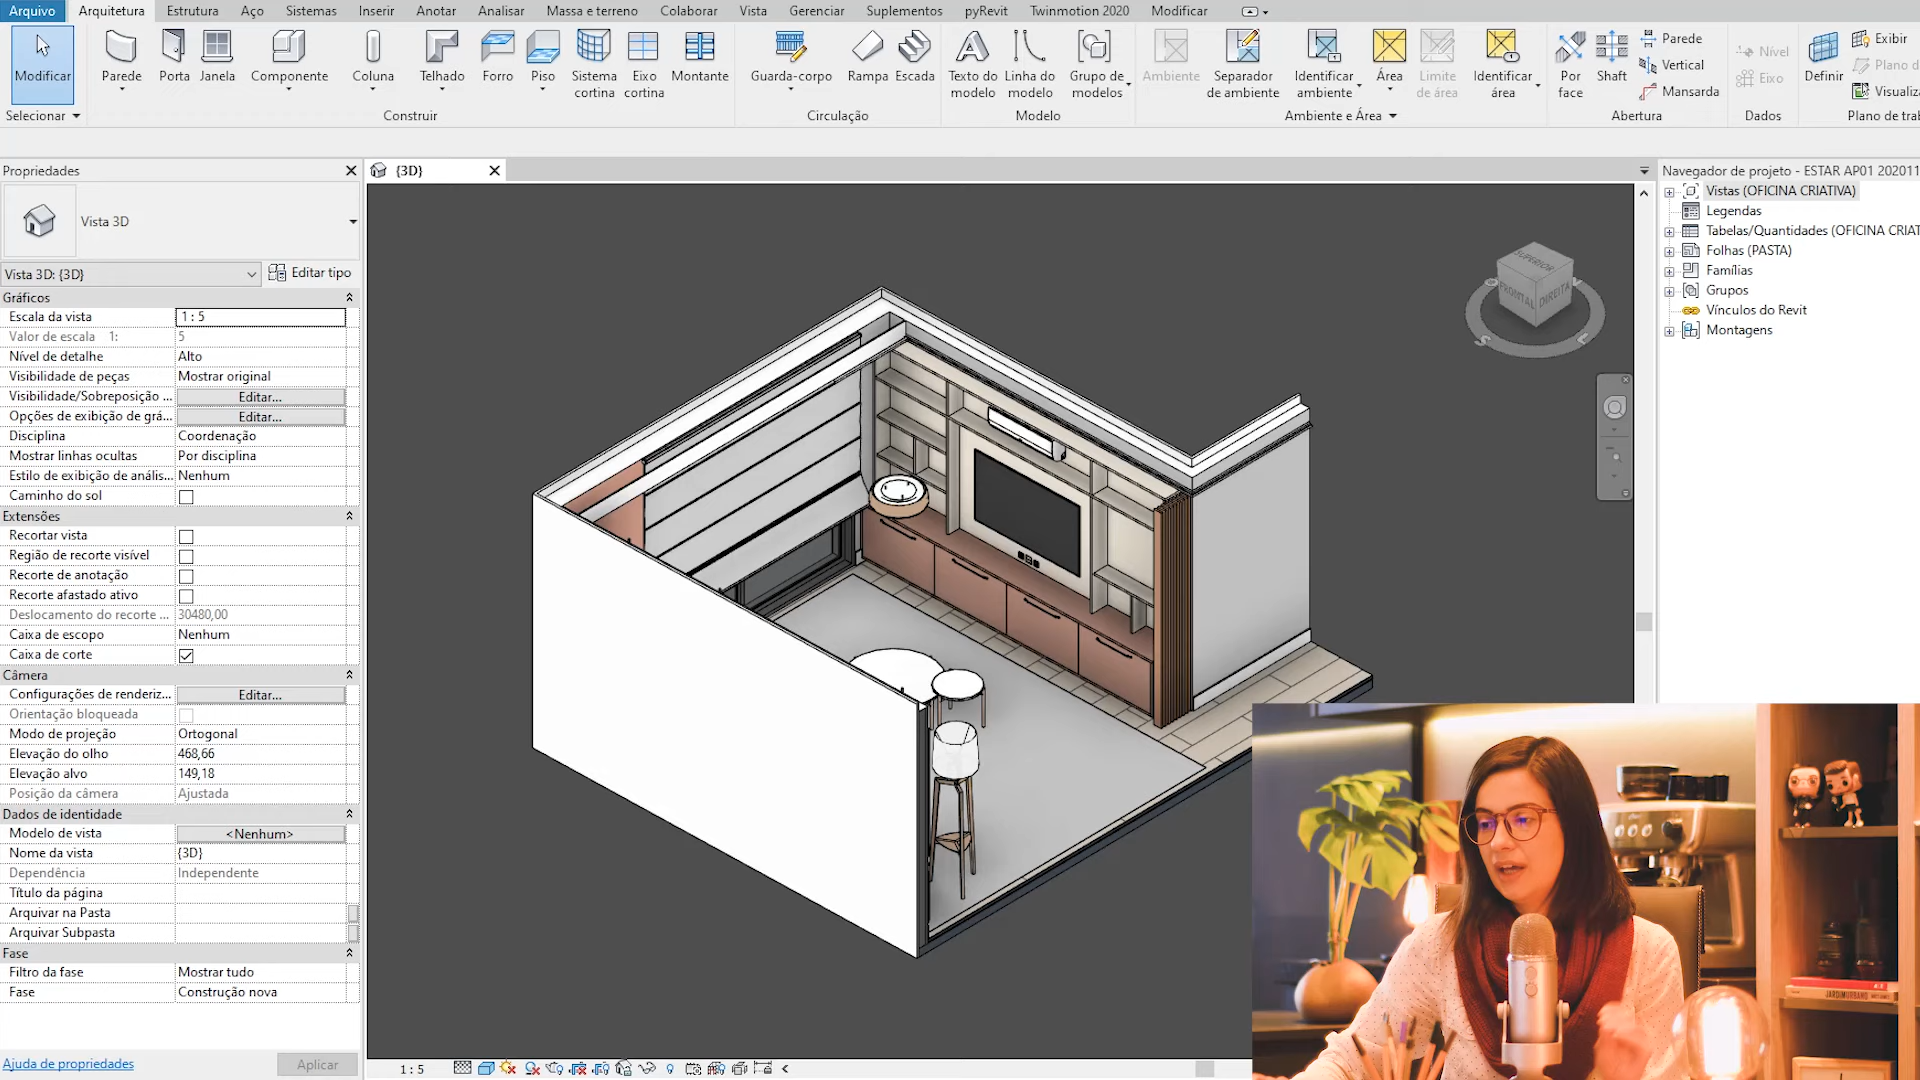 Arquivo Arquitetura Estrutura Aço Sistemas Inserir Anotar Analisar Massa e terreno Colaborar Vista Gerenciar Suplementos pyRevit Twinmotion 2020 Modificar
Modificar Parede Porta Janela Componente Coluna Telhado Forro Piso Sistema cortina Eixo cortina Montante Guarda-corpo Rampa Escada Texto do modelo Linha do modelo Grupo de modelos Ambiente Separador de ambiente Identificar ambiente Área Limite de área Identificar área Por face Shaft Parede Vertical Mansarda Nível Eixo Definir Exibir Plano d Visualiza
Selecionar Construir Circulação Modelo Ambiente e Área Abertura Dados Plano de tral
Propriedades
Vista 3D
Vista 3D: {3D} Editar tipo
Gráficos
Escala da vista 1 : 5
Valor de escala 1: 5
Nível de detalhe Alto
Visibilidade de peças Mostrar original
Visibilidade/Sobreposição ... Editar...
Opções de exibição de grá... Editar...
Disciplina Coordenação
Mostrar linhas ocultas Por disciplina
Estilo de exibição de anális... Nenhum
Caminho do sol
Extensões
Recortar vista
Região de recorte visível
Recorte de anotação
Recorte afastado ativo
Deslocamento do recorte ... 30480,00
Caixa de escopo Nenhum
Caixa de corte
Câmera
Configurações de renderiz... Editar...
Orientação bloqueada
Modo de projeção Ortogonal
Elevação do olho 468,66
Elevação alvo 149,18
Posição da câmera Ajustada
Dados de identidade
Modelo de vista <Nenhum>
Nome da vista {3D}
Dependência Independente
Título da página
Arquivar na Pasta
Arquivar Subpasta
Fase
Filtro da fase Mostrar tudo
Fase Construção nova
Ajuda de propriedades Aplicar
{3D}
SUPERIOR
FRONTAL DIREITA
S L
1 : 5
Navegador de projeto - ESTAR AP01 202011
Vistas (OFICINA CRIATIVA)
Legendas
Tabelas/Quantidades (OFICINA CRIAT
Folhas (PASTA)
Famílias
Grupos
Vínculos do Revit
Montagens
JARDIM URBANO